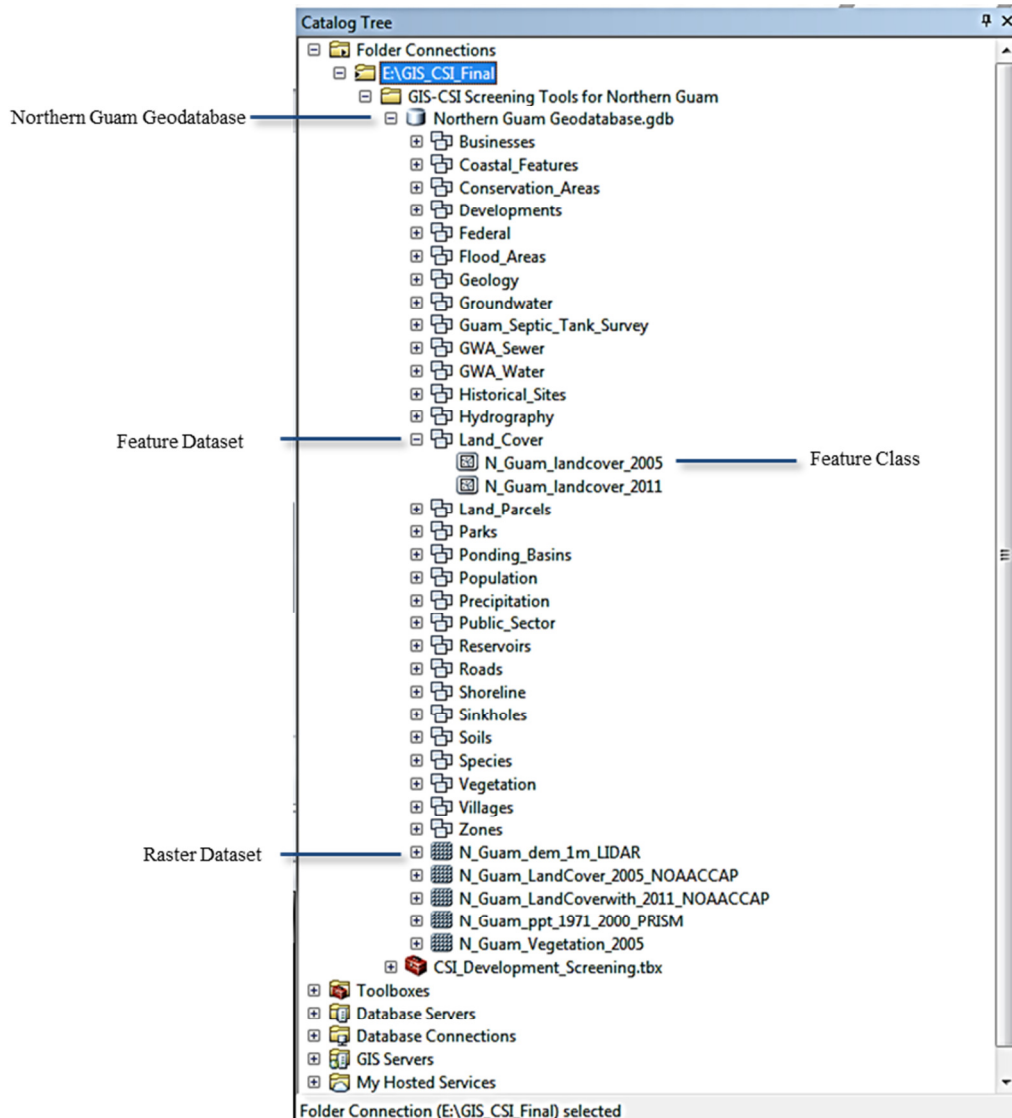 Catalog Tree
Folder Connections
E:\GIS_CSI_Final
GIS-CSI Screening Tools for Northern Guam
Northern Guam Geodatabase
Northern Guam Geodatabase.gdb
Businesses
Coastal_Features
Conservation_Areas
Developments
Federal
Flood_Areas
Geology
Groundwater
Guam_Septic_Tank_Survey
GWA_Sewer
GWA_Water
Historical_Sites
Hydrography
Feature Dataset
Land_Cover
N_Guam_landcover_2005
Feature Class
N_Guam_landcover_2011
Land_Parcels
Parks
Ponding_Basins
Population
Precipitation
Public_Sector
Reservoirs
Roads
Shoreline
Sinkholes
Soils
Species
Vegetation
Villages
Zones
Raster Dataset
N_Guam_dem_1m_LIDAR
N_Guam_LandCover_2005_NOAACCAP
N_Guam_LandCoverwith_2011_NOAACCAP
N_Guam_ppt_1971_2000_PRISM
N_Guam_Vegetation_2005
CSI_Development_Screening.tbx
Toolboxes
Database Servers
Database Connections
GIS Servers
My Hosted Services
Folder Connection (E:\GIS_CSI_Final) selected